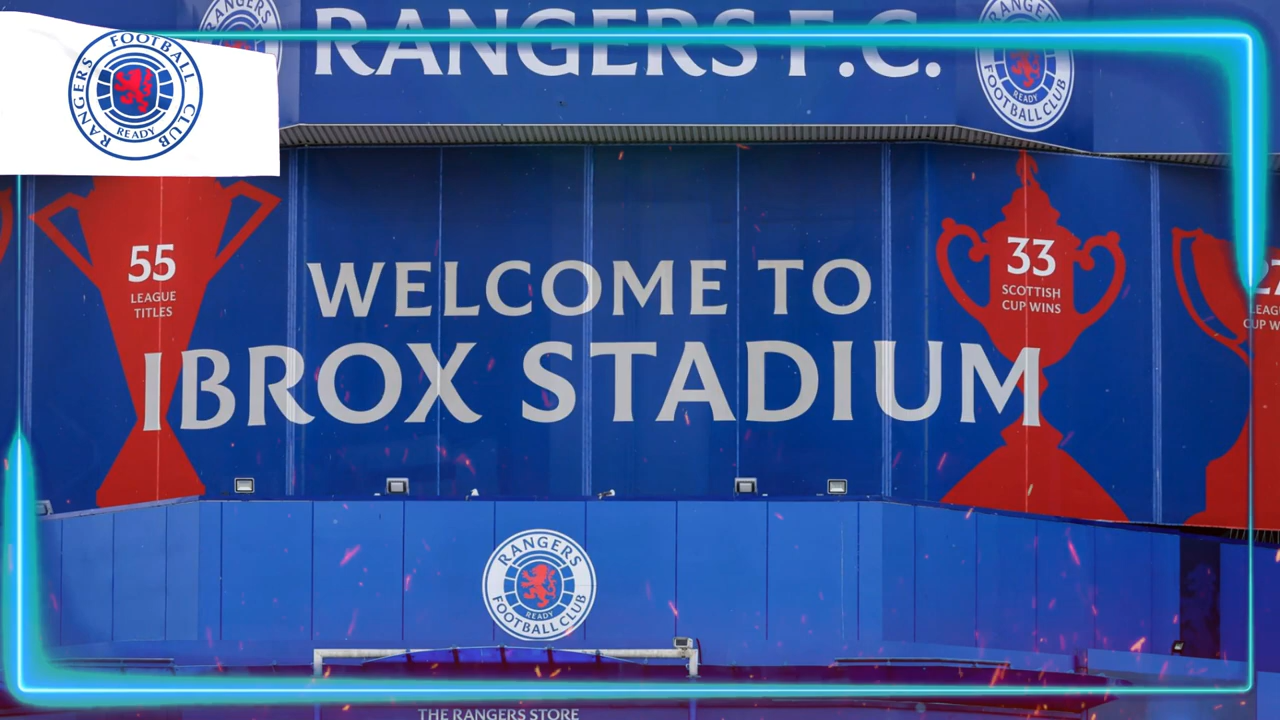 RANGERS F.C.
RANGERS
FOOTBALL CLUB
READY
RANGERS
READY
FOOTBALL CLUB
55
LEAGUE
TITLES
WELCOME TO
IBROX STADIUM
33
SCOTTISH
CUP WINS
27
RANGERS
READY
FOOTBALL CLUB
THE RANGERS STORE